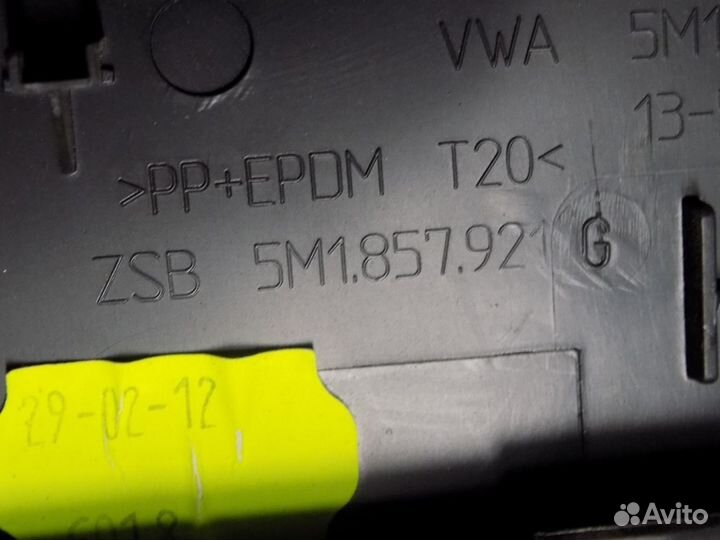 VWA 5M1
13-
>PP+EPDM T20<
ZSB 5M1.857.921 G
29-02-12
Avito